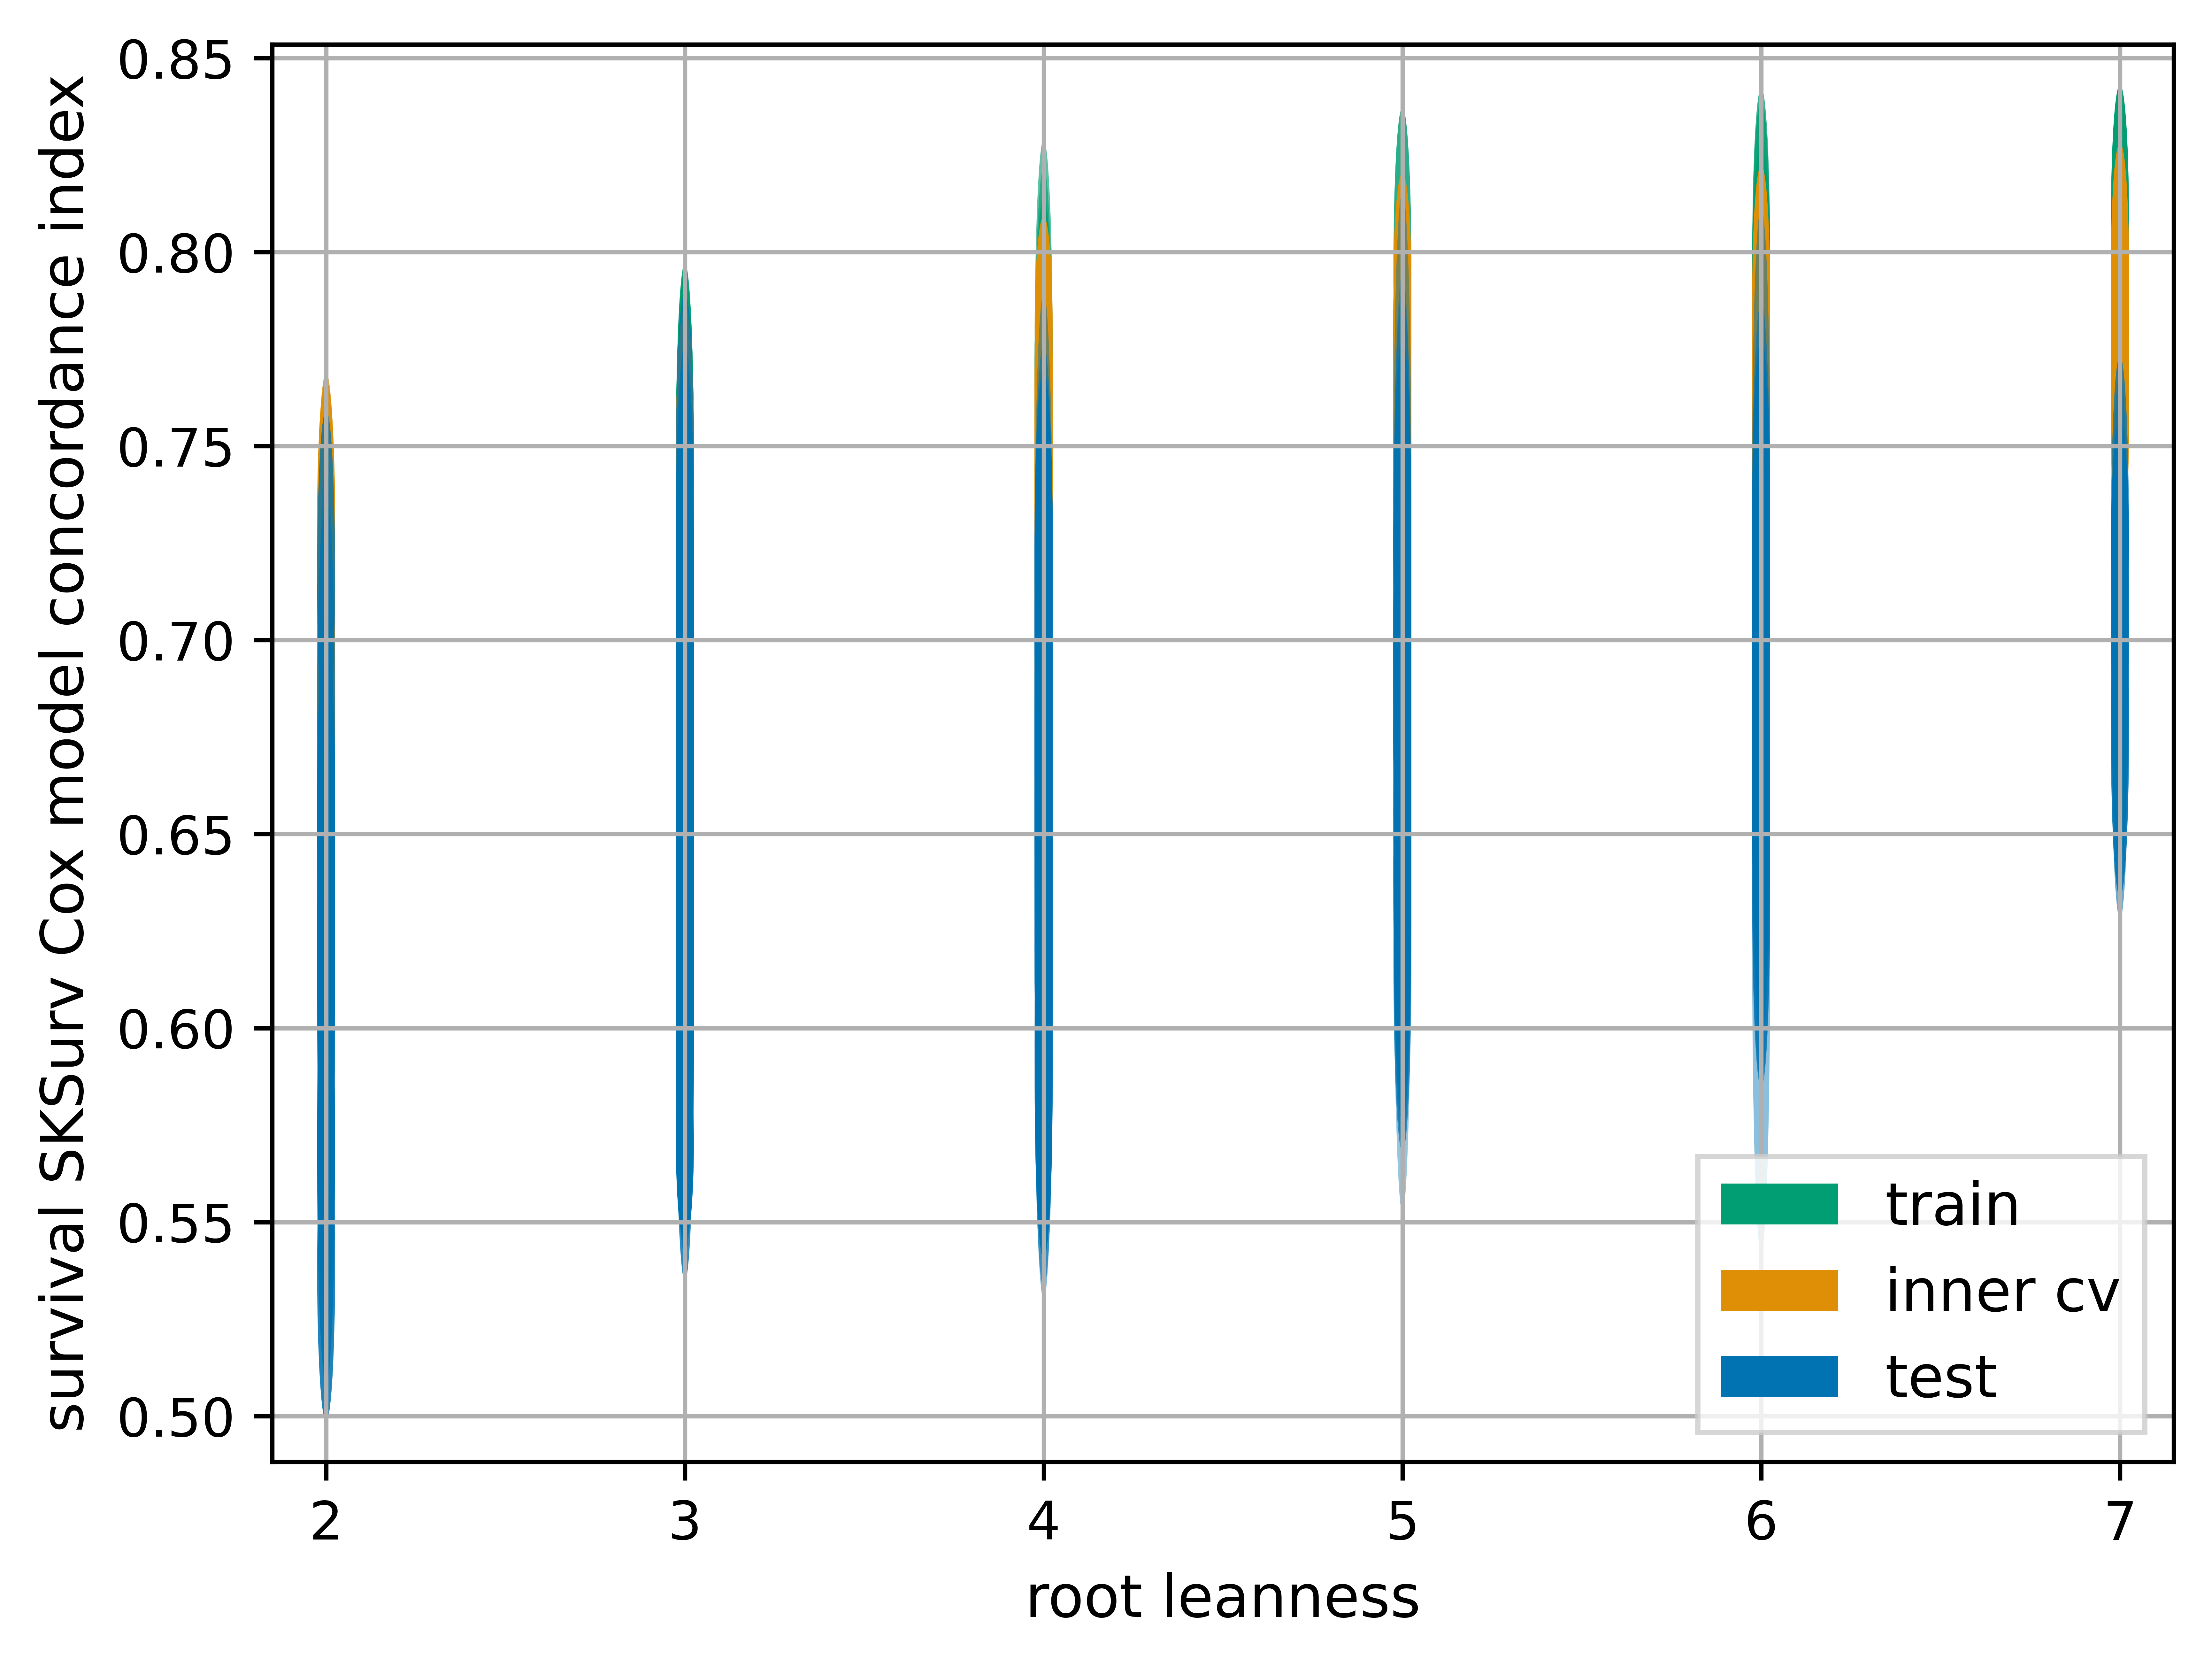 survival SKSurv Cox model concordance index
0.85
0.80
0.75
0.70
0.65
0.60
0.55
0.50
train
inner cv
test
2 3 4 5 6 7
root leanness